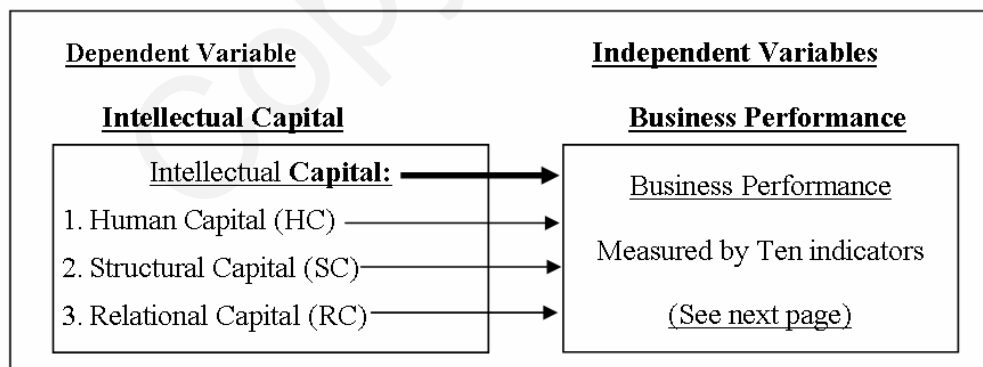 Copy
Dependent Variable
Independent Variables
Intellectual Capital
Business Performance
Intellectual Capital:
1. Human Capital (HC)
2. Structural Capital (SC)
3. Relational Capital (RC)
Business Performance
Measured by Ten indicators
(See next page)